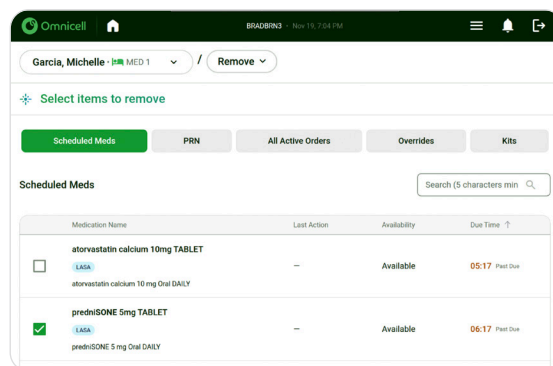 Omnicell
BRADBRN3 · Nov 19, 7:04 PM
Garcia, Michelle · MED 1 / Remove
Select items to remove
Scheduled Meds PRN All Active Orders Overrides Kits
Scheduled Meds
Search (5 characters min
Medication Name Last Action Availability Due Time ↑
atorvastatin calcium 10mg TABLET
LASA – Available 05:17 Past Due
atorvastatin calcium 10 mg Oral DAILY
predniSONE 5mg TABLET
LASA – Available 06:17 Past Due
predniSONE 5 mg Oral DAILY